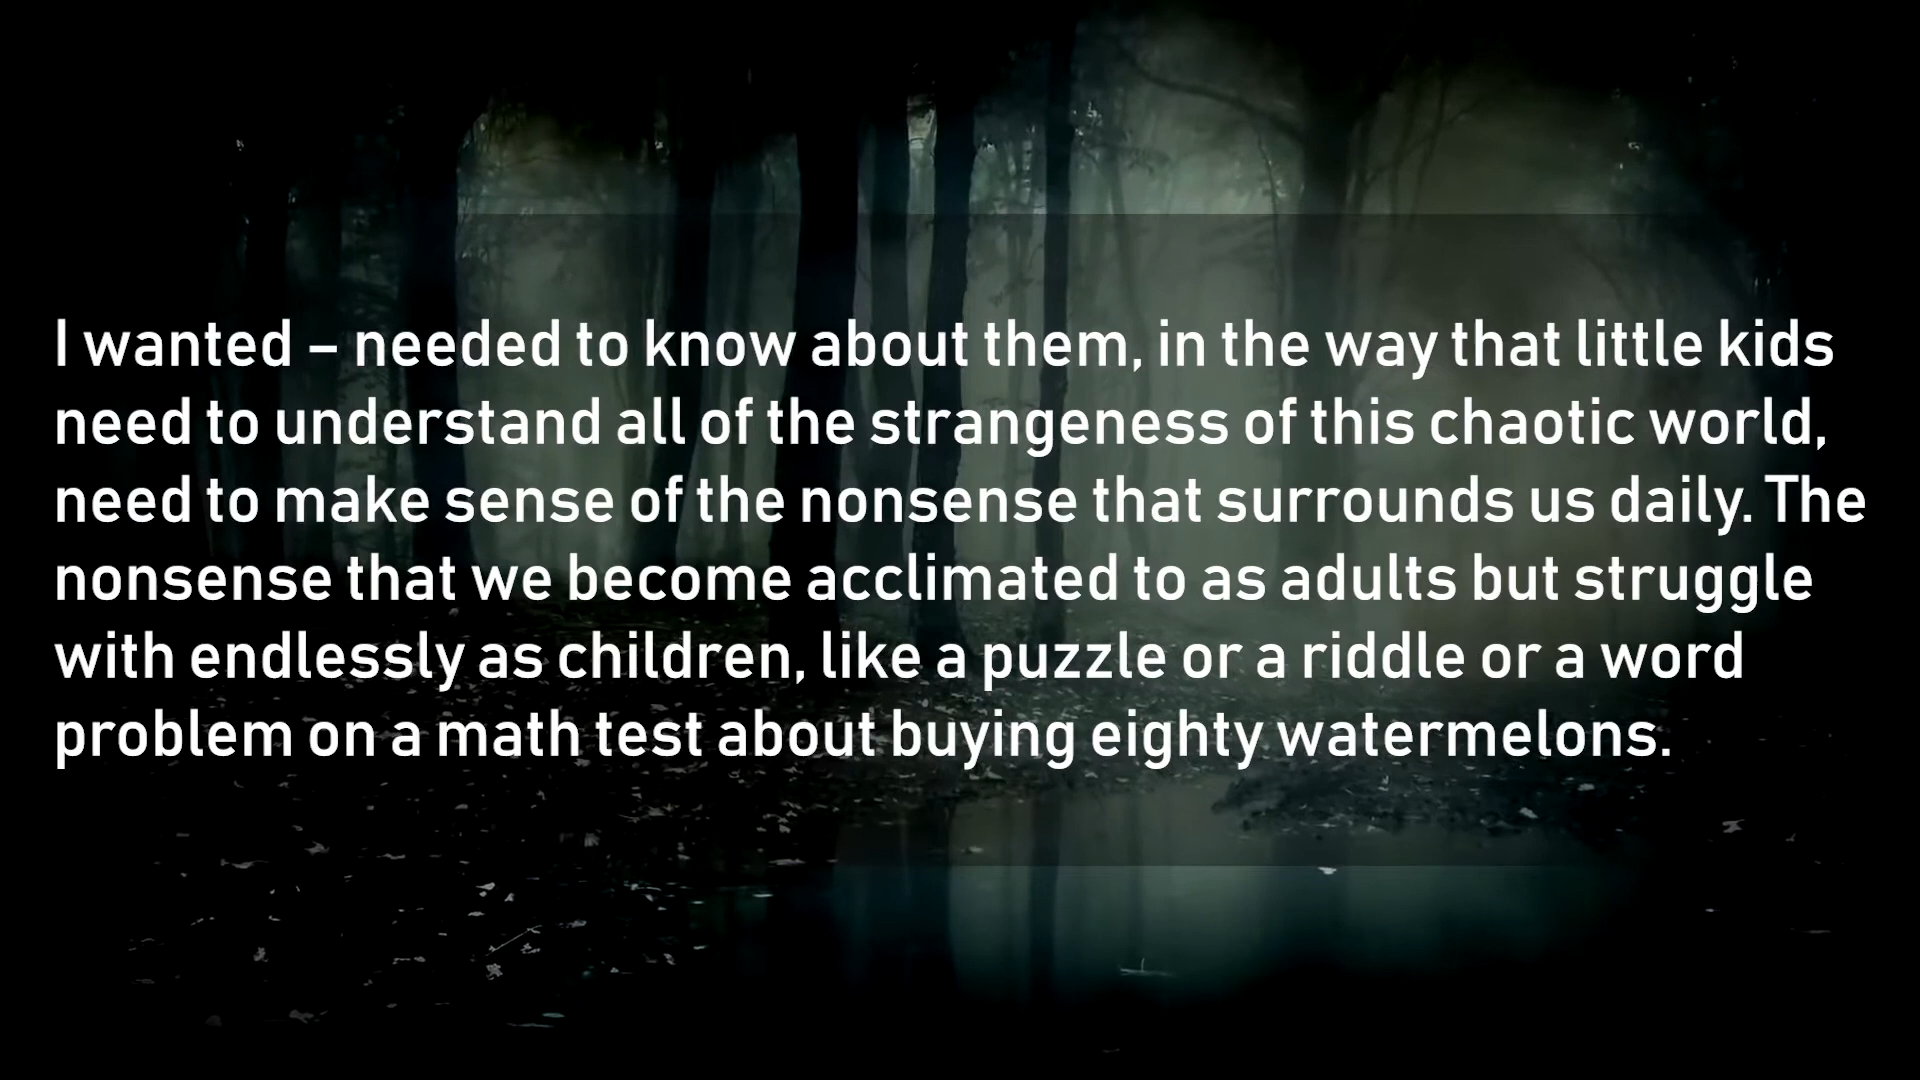 I wanted – needed to know about them, in the way that little kids
need to understand all of the strangeness of this chaotic world,
need to make sense of the nonsense that surrounds us daily. The
nonsense that we become acclimated to as adults but struggle
with endlessly as children, like a puzzle or a riddle or a word
problem on a math test about buying eighty watermelons.